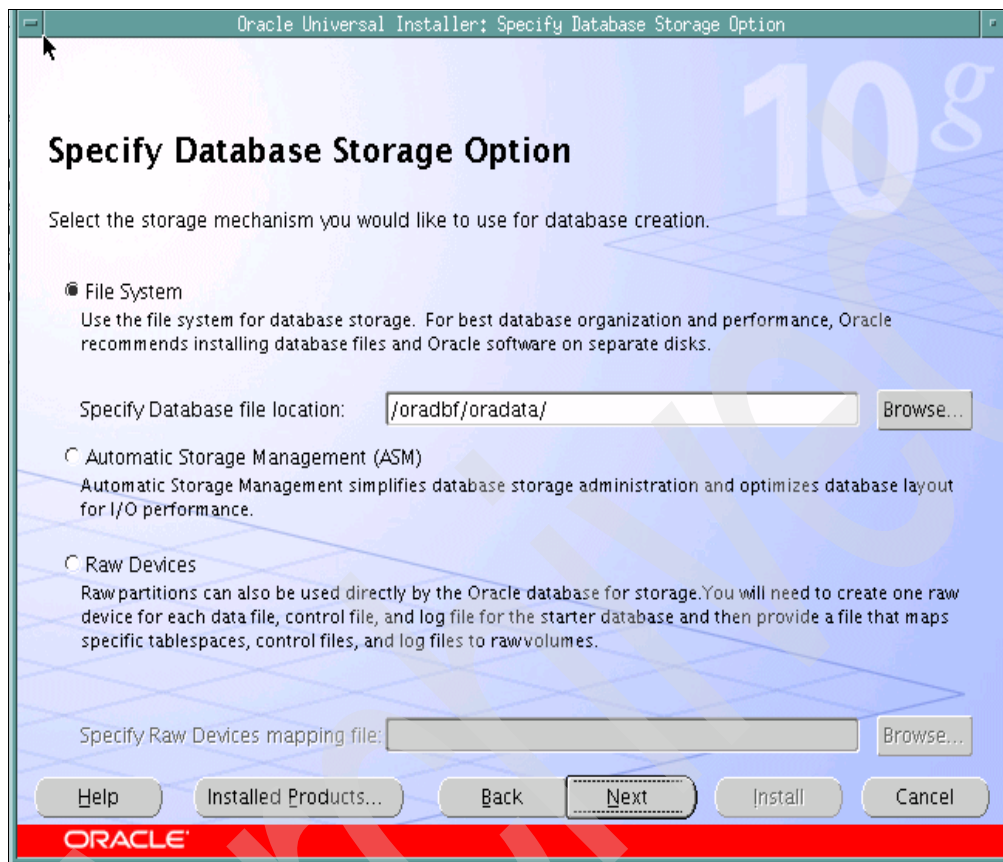 Oracle Universal Installer: Specify Database Storage Option
10g
Specify Database Storage Option
Select the storage mechanism you would like to use for database creation.
File System
Use the file system for database storage. For best database organization and performance, Oracle
recommends installing database files and Oracle software on separate disks.
Specify Database file location: /oradbf/oradata/ Browse...
Automatic Storage Management (ASM)
Automatic Storage Management simplifies database storage administration and optimizes database layout
for I/O performance.
Raw Devices
Raw partitions can also be used directly by the Oracle database for storage.You will need to create one raw
device for each data file, control file, and log file for the starter database and then provide a file that maps
specific tablespaces, control files, and log files to raw volumes.
Specify Raw Devices mapping file: Browse...
Help Installed Products... Back Next Install Cancel
ORACLE